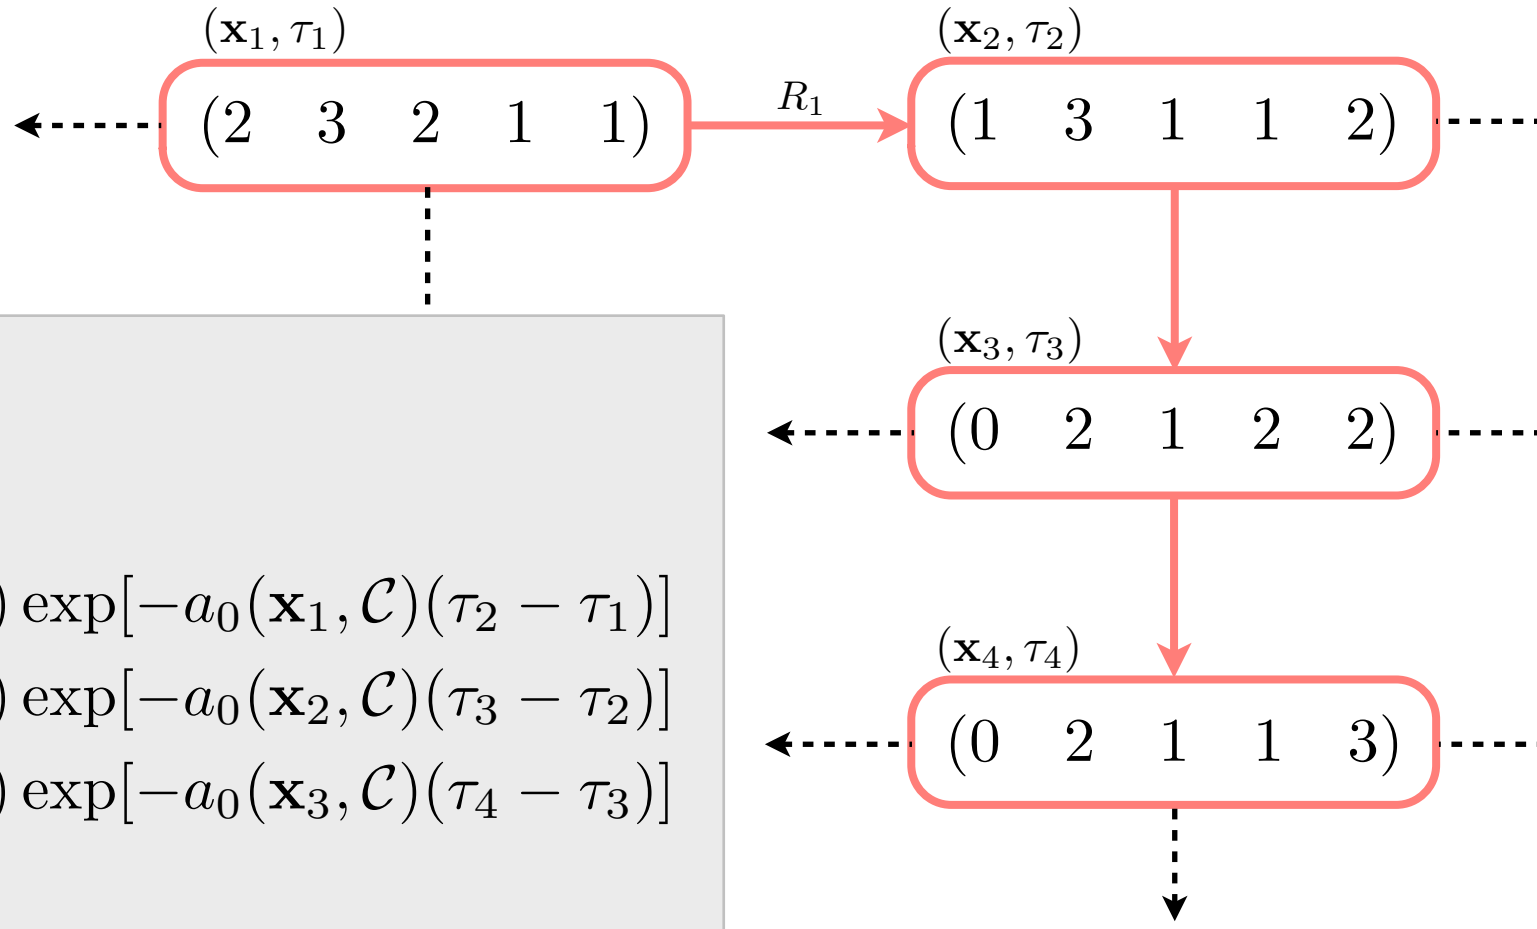 (x₁, τ₁)
(2 3 2 1 1)
R₁
(x₂, τ₂)
(1 3 1 1 2)
(x₃, τ₃)
(0 2 1 2 2)
) exp[−a₀(x₁, 𝒞)(τ₂ − τ₁)]
) exp[−a₀(x₂, 𝒞)(τ₃ − τ₂)]
) exp[−a₀(x₃, 𝒞)(τ₄ − τ₃)]
(x₄, τ₄)
(0 2 1 1 3)